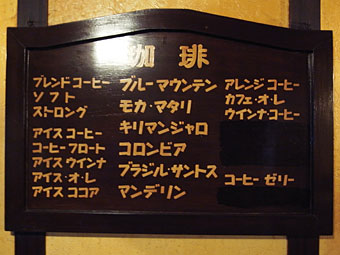 珈琲
ブレンドコーヒー
ソフト
ストロング
アイスコーヒー
コーヒーフロート
アイスウインナ
アイス・オ・レ
アイスココア
ブルーマウンテン
モカ・マタリ
キリマンジャロ
コロンビア
ブラジル・サントス
マンデリン
アレンジコーヒー
カフェ・オ・レ
ウインナ・コーヒー
コーヒーゼリー